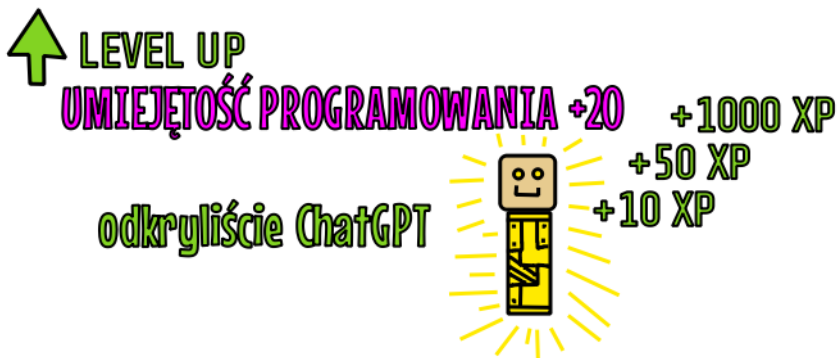 LEVEL UP
UMIEJĘTOŚĆ PROGRAMOWANIA +20
+1000 XP
+50 XP
+10 XP
odkryliście ChatGPT